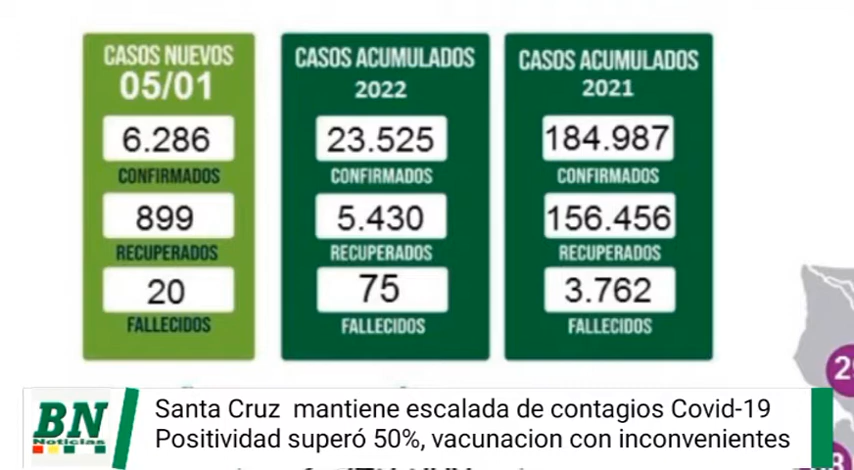 CASOS NUEVOS
05/01
6.286
CONFIRMADOS
899
RECUPERADOS
20
FALLECIDOS
CASOS ACUMULADOS
2022
23.525
CONFIRMADOS
5.430
RECUPERADOS
75
FALLECIDOS
CASOS ACUMULADOS
2021
184.987
CONFIRMADOS
156.456
RECUPERADOS
3.762
FALLECIDOS
BN
Noticias
Santa Cruz mantiene escalada de contagios Covid-19
Positividad superó 50%, vacunacion con inconvenientes